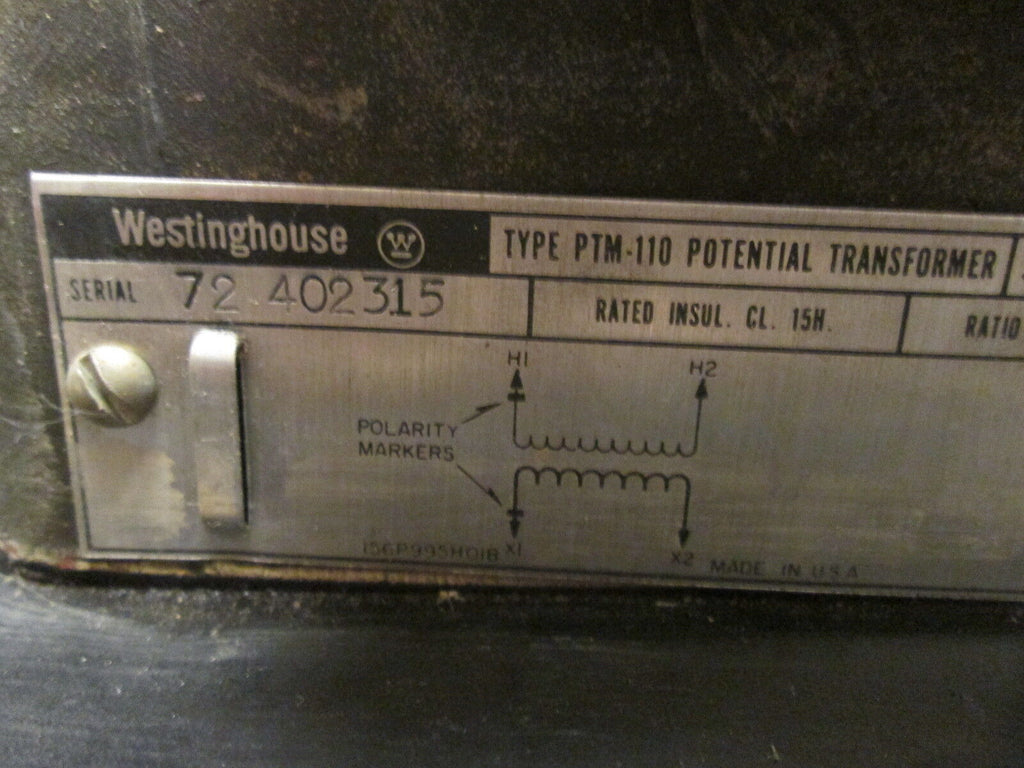 Westinghouse W
TYPE PTM-110 POTENTIAL TRANSFORMER
SERIAL 72 402315
RATED INSUL. CL. 15H.
RATIO
H1
H2
POLARITY
MARKERS
156P995H01B
X1
X2
MADE IN U.S.A